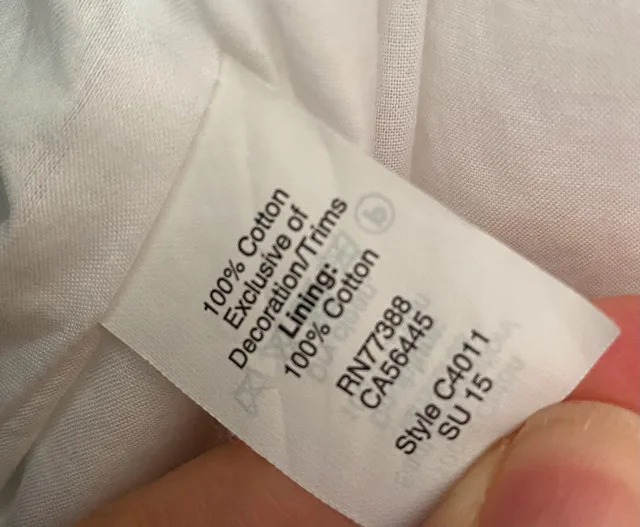 100% Cotton
Exclusive of
Decoration/Trims
Lining:
100% Cotton
RN77388
CA56445
Style C4011
SU 15